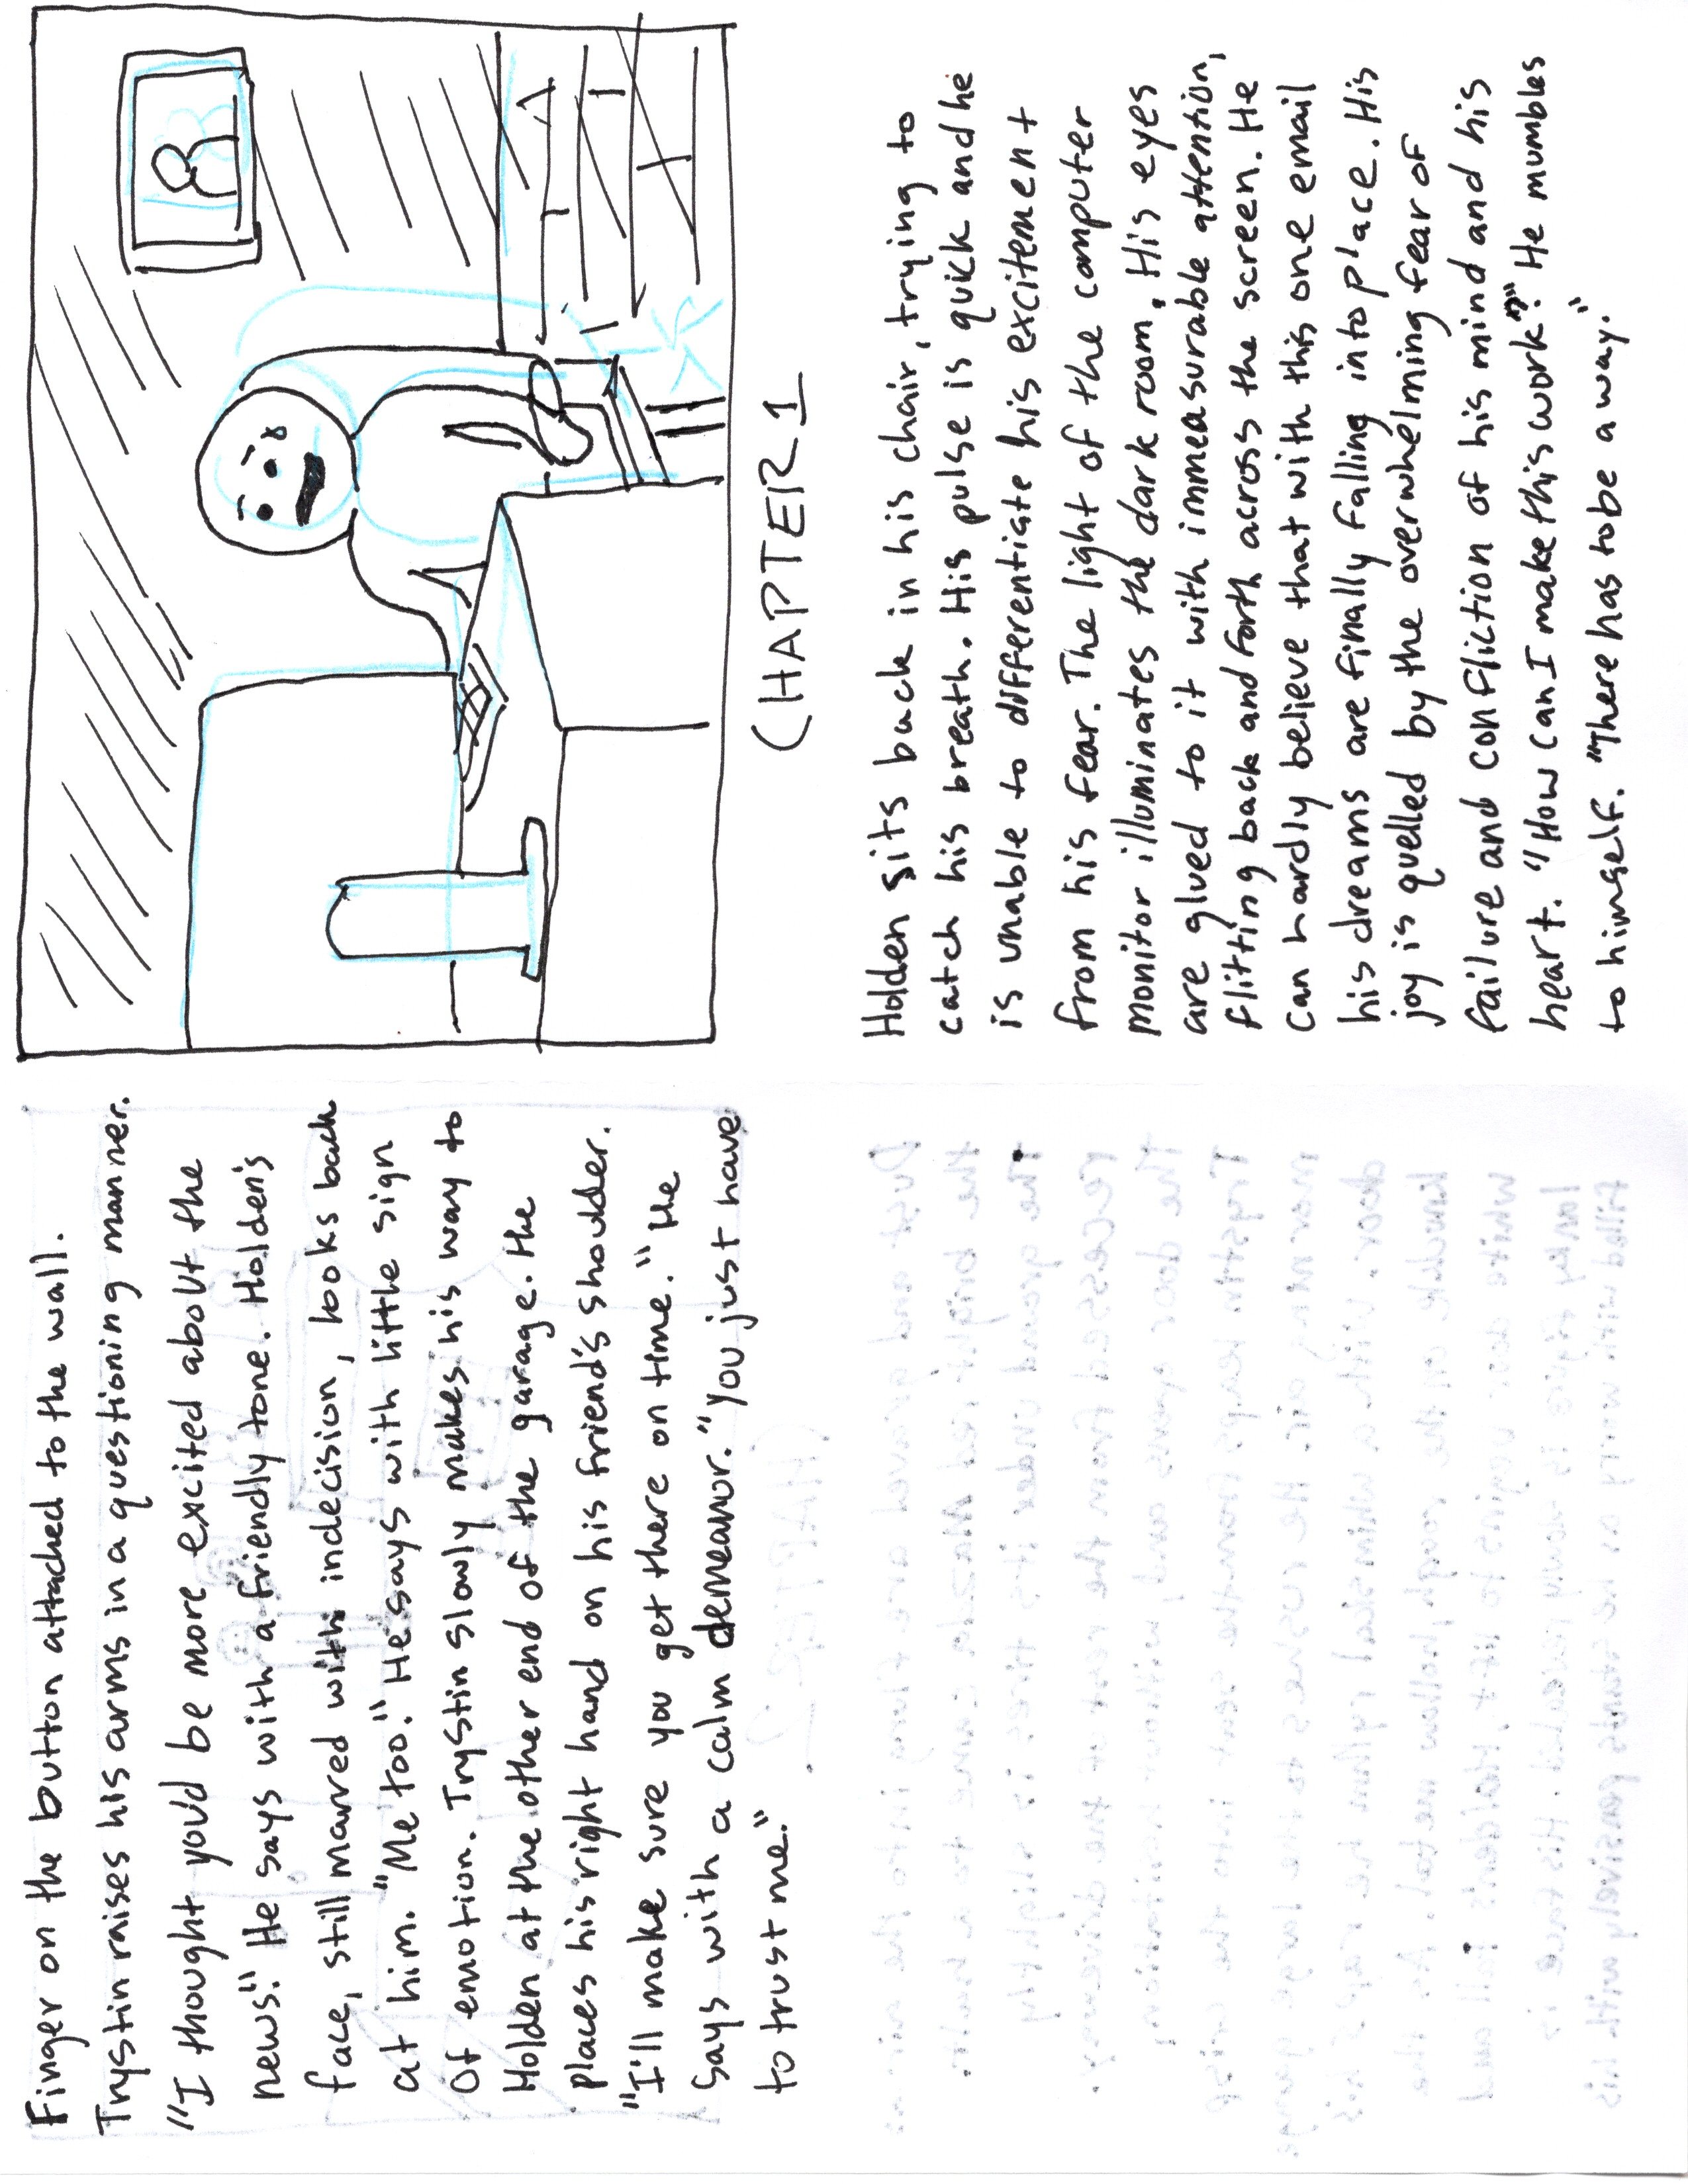 Finger on the button attached to the wall.
Trystin raises his arms in a questioning manner.
"I thought you'd be more excited about the
news." He says with a friendly tone. Holden's
face, still marred with indecision, looks back
at him. "Me too." He says with little sign
of emotion. Trystin slowly makes his way to
Holden at the other end of the garage. He
places his right hand on his friend's shoulder.
"I'll make sure you get there on time." He
says with a calm demeanor. "You just have
to trust me."
CHAPTER 1
Holden sits back in his chair, trying to
catch his breath. His pulse is quick and he
is unable to differentiate his excitement
from his fear. The light of the computer
monitor illuminates the dark room. His eyes
are glued to it with immeasurable attention,
flitting back and forth across the screen. He
can hardly believe that with this one email
his dreams are finally falling into place. His
joy is quelled by the overwhelming fear of
failure and confliction of his mind and his
heart. "How can I make this work?" He mumbles
to himself. "There has to be a way."